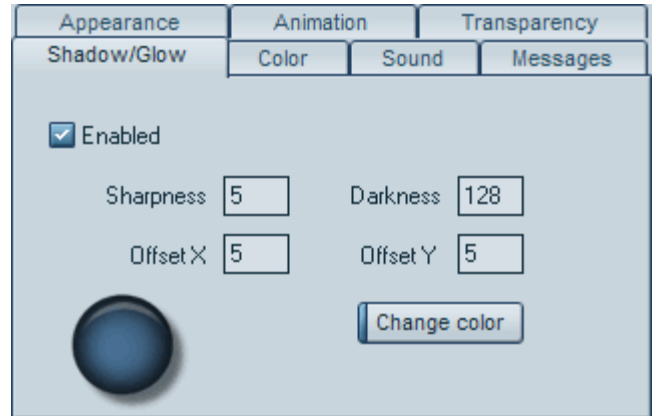 Appearance Animation Transparency
Shadow/Glow Color Sound Messages
Enabled
Sharpness 5 Darkness 128
Offset X 5 Offset Y 5
Change color